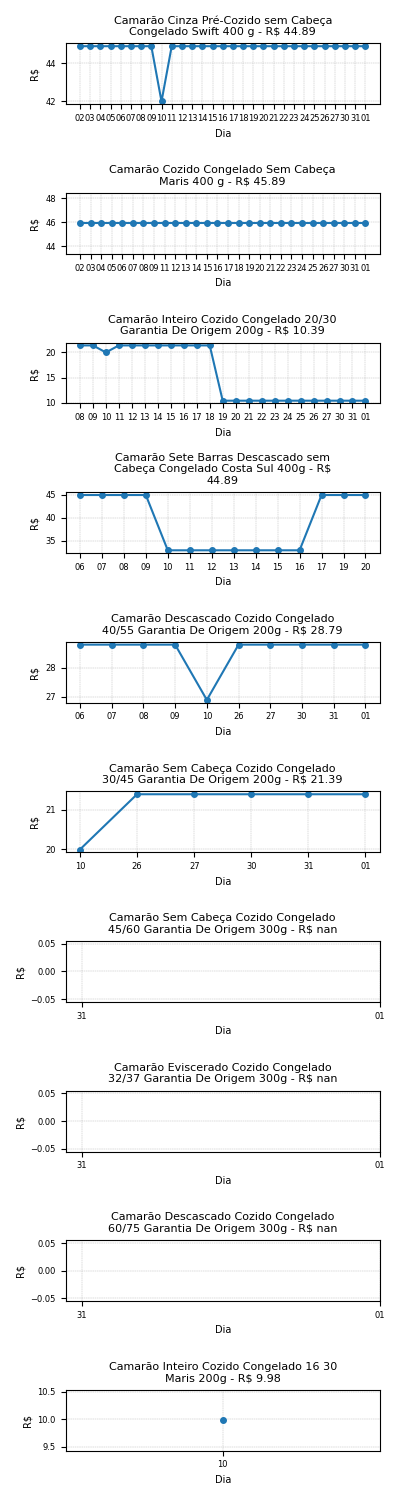 Camarão Cinza Pré-Cozido sem Cabeça
Congelado Swift 400 g - R$ 44.89
44
42
R$
02 03 04 05 06 07 08 09 10 11 12 13 14 15 16 17 18 19 20 21 22 23 24 25 26 27 30 31 01
Dia
Camarão Cozido Congelado Sem Cabeça
Maris 400 g - R$ 45.89
48
46
44
R$
02 03 04 05 06 07 08 09 11 12 13 14 15 16 17 18 19 20 21 22 23 24 25 26 27 30 31 01
Dia
Camarão Inteiro Cozido Congelado 20/30
Garantia De Origem 200g - R$ 10.39
20
15
10
R$
08 09 10 11 12 13 14 15 16 17 18 19 20 21 22 23 24 25 26 27 30 31 01
Dia
Camarão Sete Barras Descascado sem
Cabeça Congelado Costa Sul 400g - R$
44.89
45
40
35
R$
06 07 08 09 10 11 12 13 14 15 16 17 19 20
Dia
Camarão Descascado Cozido Congelado
40/55 Garantia De Origem 200g - R$ 28.79
28
27
R$
06 07 08 09 10 26 27 30 31 01
Dia
Camarão Sem Cabeça Cozido Congelado
30/45 Garantia De Origem 200g - R$ 21.39
21
20
R$
10 26 27 30 31 01
Dia
Camarão Sem Cabeça Cozido Congelado
45/60 Garantia De Origem 300g - R$ nan
0.05
0.00
−0.05
R$
31 01
Dia
Camarão Eviscerado Cozido Congelado
32/37 Garantia De Origem 300g - R$ nan
0.05
0.00
−0.05
R$
31 01
Dia
Camarão Descascado Cozido Congelado
60/75 Garantia De Origem 300g - R$ nan
0.05
0.00
−0.05
R$
31 01
Dia
Camarão Inteiro Cozido Congelado 16 30
Maris 200g - R$ 9.98
10.5
10.0
9.5
R$
10
Dia